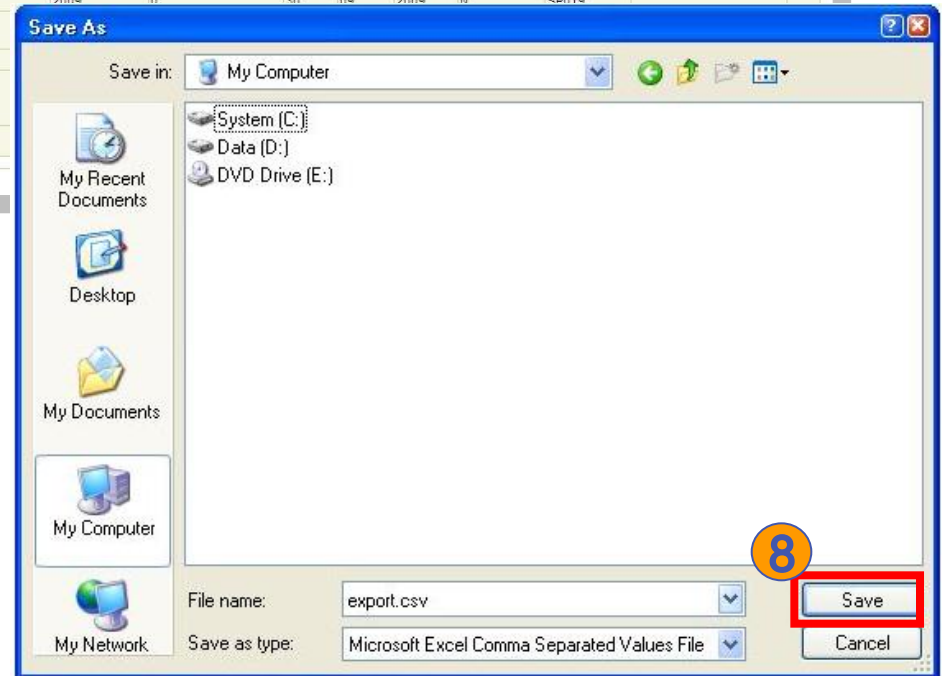 Save As
Save in:
My Computer
System (C:)
Data (D:)
DVD Drive (E:)
My Recent
Documents
Desktop
My Documents
My Computer
My Network
8
File name:
export.csv
Save
Save as type:
Microsoft Excel Comma Separated Values File
Cancel